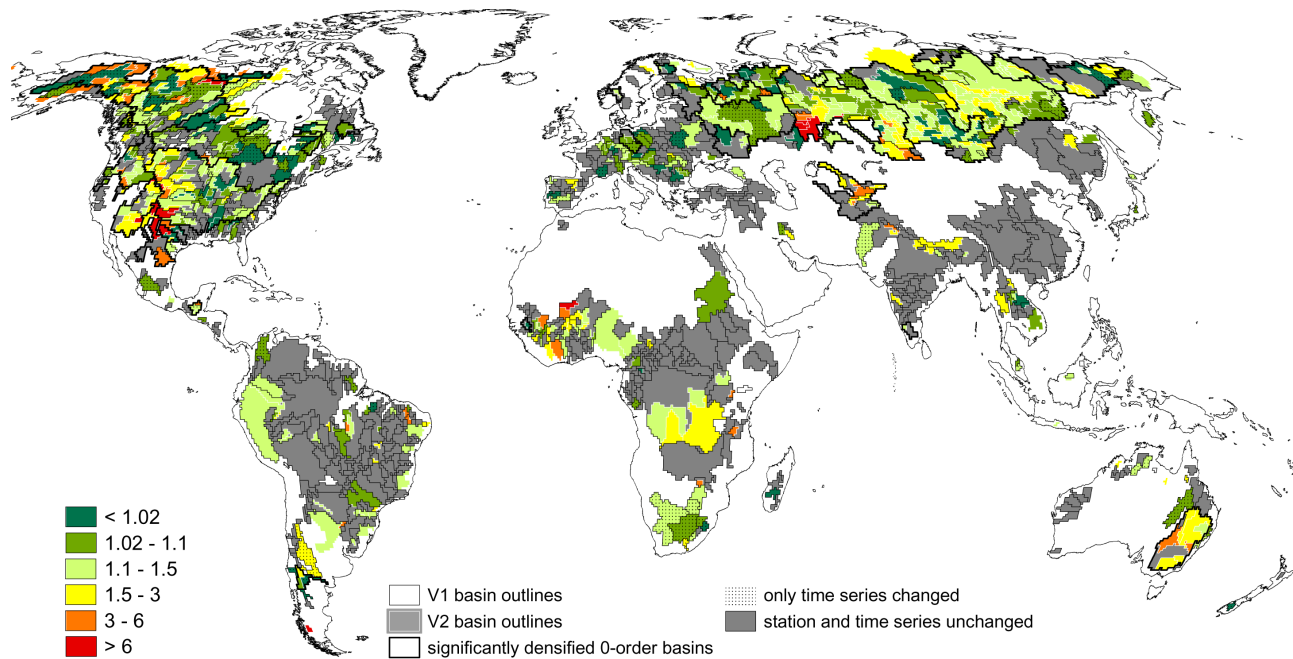 < 1.02
1.02 - 1.1
1.1 - 1.5
1.5 - 3
3 - 6
> 6
V1 basin outlines
V2 basin outlines
significantly densified 0-order basins
only time series changed
station and time series unchanged